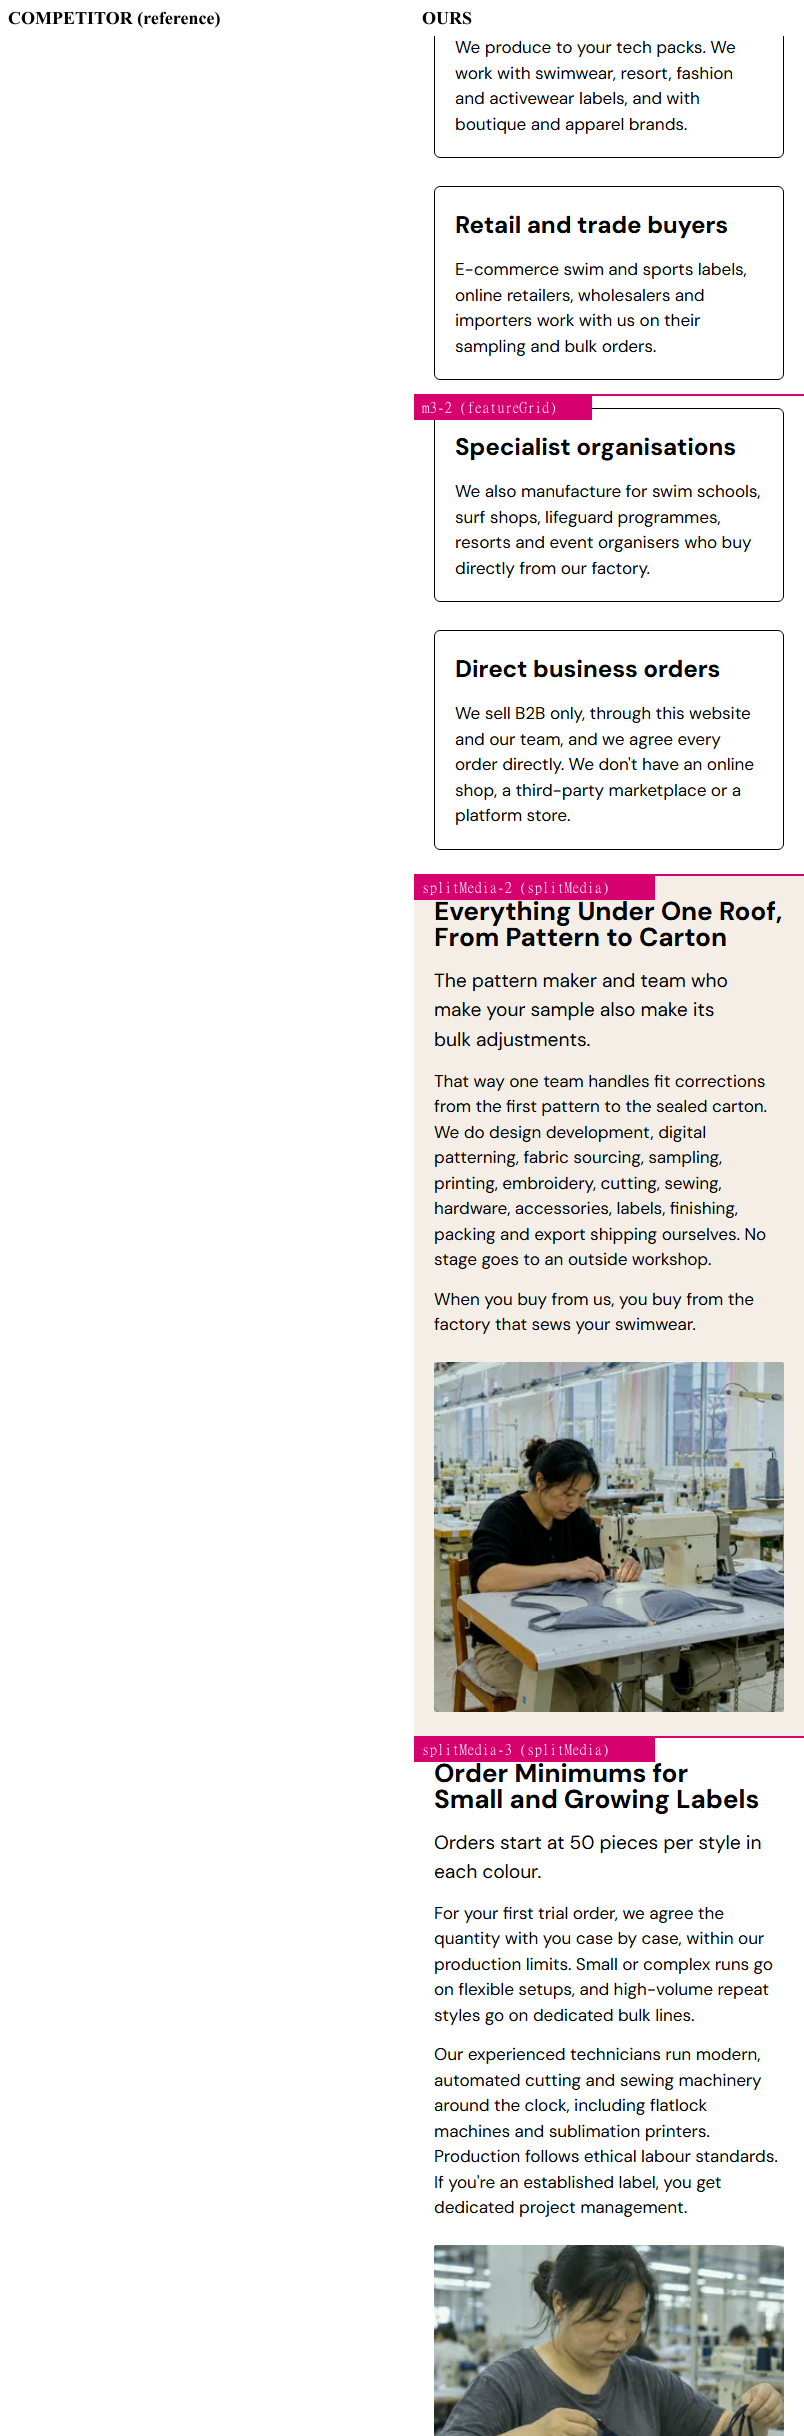 COMPETITOR (reference)
OURS
We produce to your tech packs. We
work with swimwear, resort, fashion
and activewear labels, and with
boutique and apparel brands.
Retail and trade buyers
E-commerce swim and sports labels,
online retailers, wholesalers and
importers work with us on their
sampling and bulk orders.
m3-2 (featureGrid)
Specialist organisations
We also manufacture for swim schools,
surf shops, lifeguard programmes,
resorts and event organisers who buy
directly from our factory.
Direct business orders
We sell B2B only, through this website
and our team, and we agree every
order directly. We don't have an online
shop, a third-party marketplace or a
platform store.
splitMedia-2 (splitMedia)
Everything Under One Roof,
From Pattern to Carton
The pattern maker and team who
make your sample also make its
bulk adjustments.
That way one team handles fit corrections
from the first pattern to the sealed carton.
We do design development, digital
patterning, fabric sourcing, sampling,
printing, embroidery, cutting, sewing,
hardware, accessories, labels, finishing,
packing and export shipping ourselves. No
stage goes to an outside workshop.
When you buy from us, you buy from the
factory that sews your swimwear.
splitMedia-3 (splitMedia)
Order Minimums for
Small and Growing Labels
Orders start at 50 pieces per style in
each colour.
For your first trial order, we agree the
quantity with you case by case, within our
production limits. Small or complex runs go
on flexible setups, and high-volume repeat
styles go on dedicated bulk lines.
Our experienced technicians run modern,
automated cutting and sewing machinery
around the clock, including flatlock
machines and sublimation printers.
Production follows ethical labour standards.
If you're an established label, you get
dedicated project management.